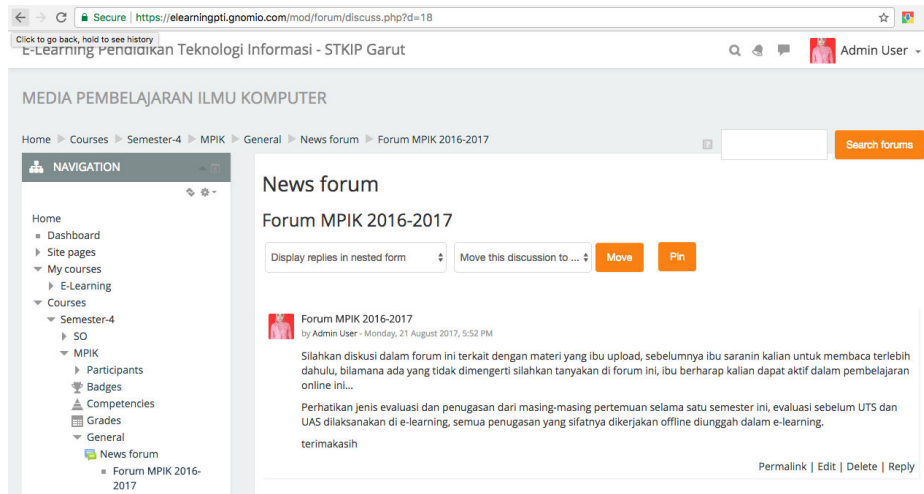 Secure | https://elearningpti.gnomio.com/mod/forum/discuss.php?d=18
Click to go back, hold to see history
E-Learning Pendidikan Teknologi Informasi - STKIP Garut
Admin User
MEDIA PEMBELAJARAN ILMU KOMPUTER
Home Courses Semester-4 MPIK General News forum Forum MPIK 2016-2017
Search forums
NAVIGATION
Home
Dashboard
Site pages
My courses
E-Learning
Courses
Semester-4
SO
MPIK
Participants
Badges
Competencies
Grades
General
News forum
Forum MPIK 2016-
2017
News forum
Forum MPIK 2016-2017
Display replies in nested form
Move this discussion to ...
Move
Pin
Forum MPIK 2016-2017
by Admin User - Monday, 21 August 2017, 5:52 PM
Silahkan diskusi dalam forum ini terkait dengan materi yang ibu upload, sebelumnya ibu saranin kalian untuk membaca terlebih
dahulu, bilamana ada yang tidak dimengerti silahkan tanyakan di forum ini, ibu berharap kalian dapat aktif dalam pembelajaran
online ini...
Perhatikan jenis evaluasi dan penugasan dari masing-masing pertemuan selama satu semester ini, evaluasi sebelum UTS dan
UAS dilaksanakan di e-learning, semua penugasan yang sifatnya dikerjakan offline diunggah dalam e-learning.
terimakasih
Permalink | Edit | Delete | Reply